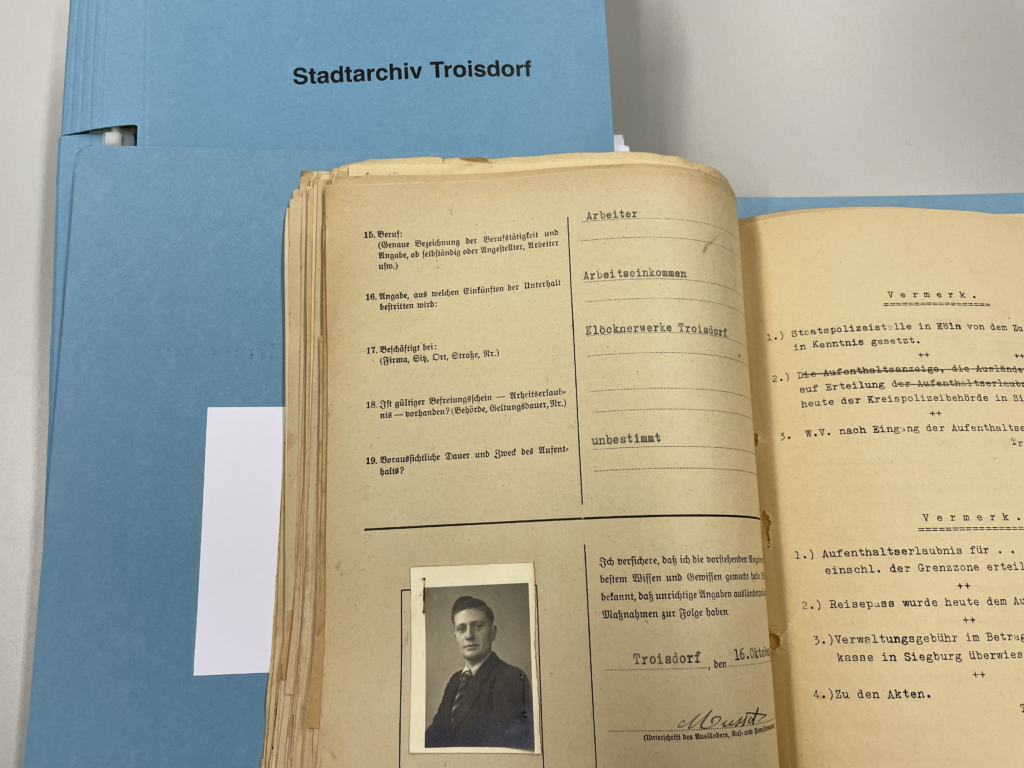 Stadtarchiv Troisdorf
15. Beruf:
(Genaue Bezeichnung der Berufstätigkeit und
Angabe, ob selbständig oder Angestellter, Arbeiter
usw.)
Arbeiter
16. Angabe, aus welchen Einkünften der Unterhalt
bestritten wird:
Arbeitseinkommen
17. Beschäftigt bei:
(Firma, Sitz, Ort, Straße, Nr.)
Klöcknerwerke Troisdorf
18. Ist gültiger Befreiungsschein — Arbeitserlaub-
nis — vorhanden? (Behörde, Geltungsdauer, Nr.)
19. Voraussichtliche Dauer und Zweck des Aufent-
halts?
unbestimmt
Ich versichere, daß ich die vorstehenden
bestem Wissen und Gewissen gemacht habe
bekannt, daß unrichtige Angaben
Maßnahmen zur Folge haben.
Troisdorf, den 16.
(Unterschrift des Ausländers, Ruf- und
Vermerk.
=================
1.) Staatspolizeistelle in Köln von dem
in Kenntnis gesetzt.
++ ++
2.) Die Aufenthaltsanzeige, die
auf Erteilung der
heute der Kreispolizeibehörde in
++
3. W.V. nach Eingang der
Vermerk.
=================
1.) Aufenthaltserlaubnis für . .
einschl. der Grenzzone
++
2.) Reisepass wurde heute dem
++
3.) Verwaltungsgebühr im
kasse in Siegburg
++
4.) Zu den Akten.